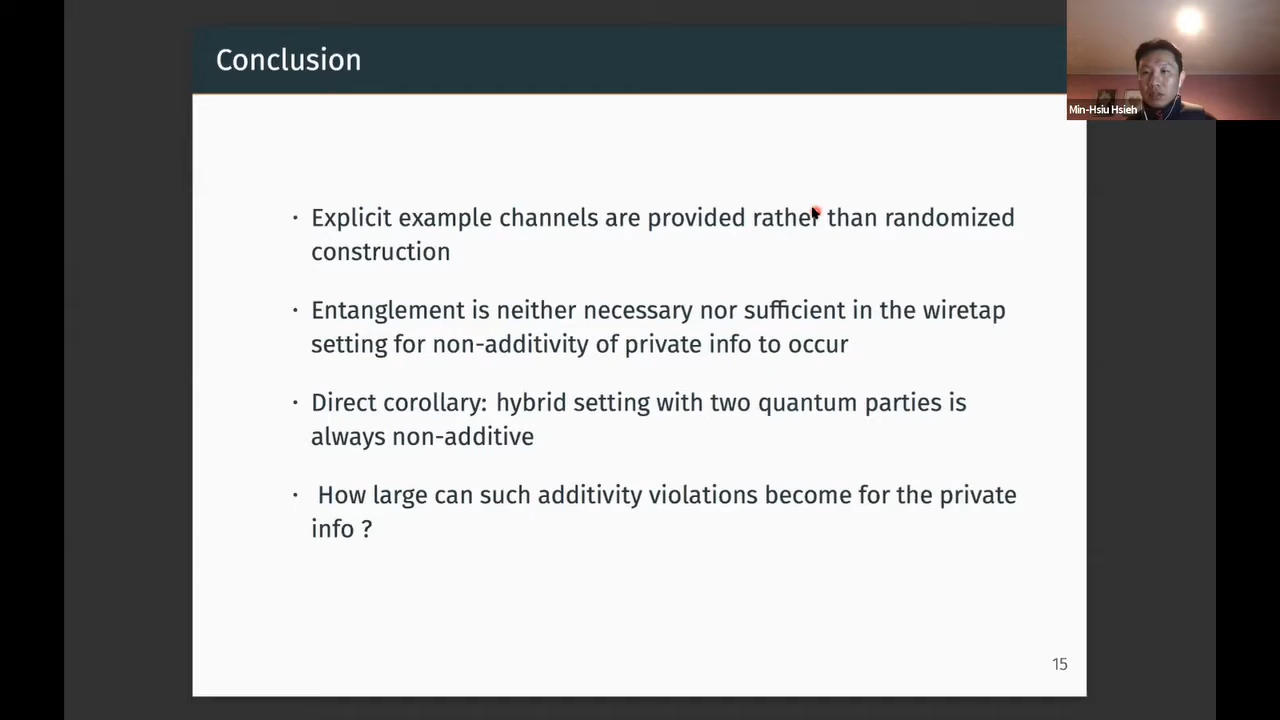 Conclusion
Min-Hsiu Hsieh
· Explicit example channels are provided rather than randomized
construction
· Entanglement is neither necessary nor sufficient in the wiretap
setting for non-additivity of private info to occur
· Direct corollary: hybrid setting with two quantum parties is
always non-additive
· How large can such additivity violations become for the private
info ?
15